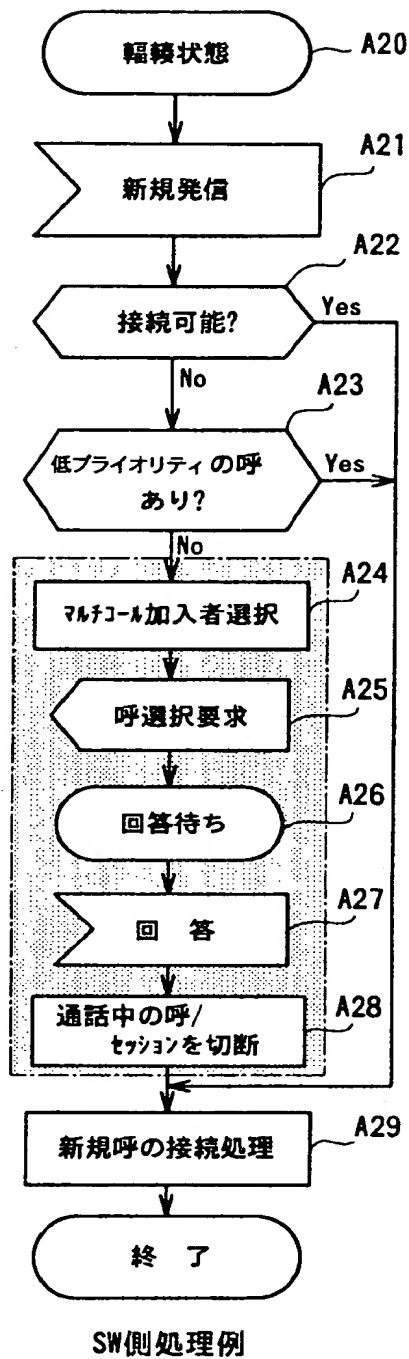 輻輳状態
A20
A21
新規発信
A22
接続可能?
Yes
No
A23
低プライオリティの呼
あり?
Yes
No
A24
マルチコール加入者選択
A25
呼選択要求
A26
回答待ち
A27
回 答
A28
通話中の呼/
セッションを切断
A29
新規呼の接続処理
終 了
SW側処理例